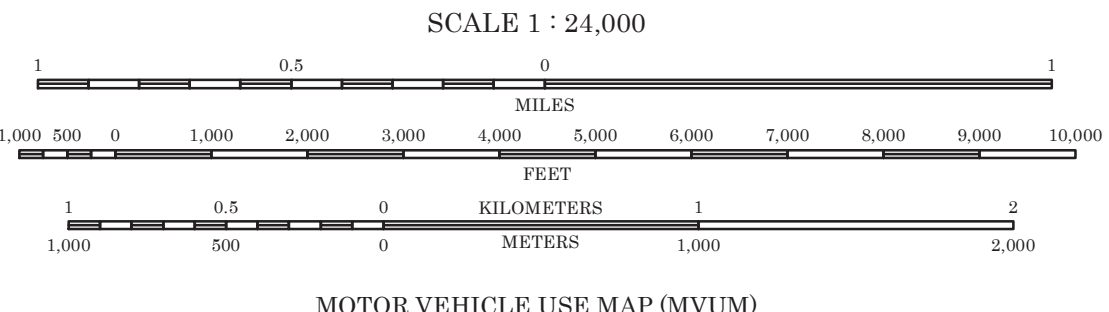 SCALE 1 : 24,000
1 0.5 0 1
MILES
1,000 500 0 1,000 2,000 3,000 4,000 5,000 6,000 7,000 8,000 9,000 10,000
FEET
1 0.5 0 KILOMETERS 1 2
1,000 500 0 METERS 1,000 2,000
MOTOR VEHICLE USE MAP (MVUM)